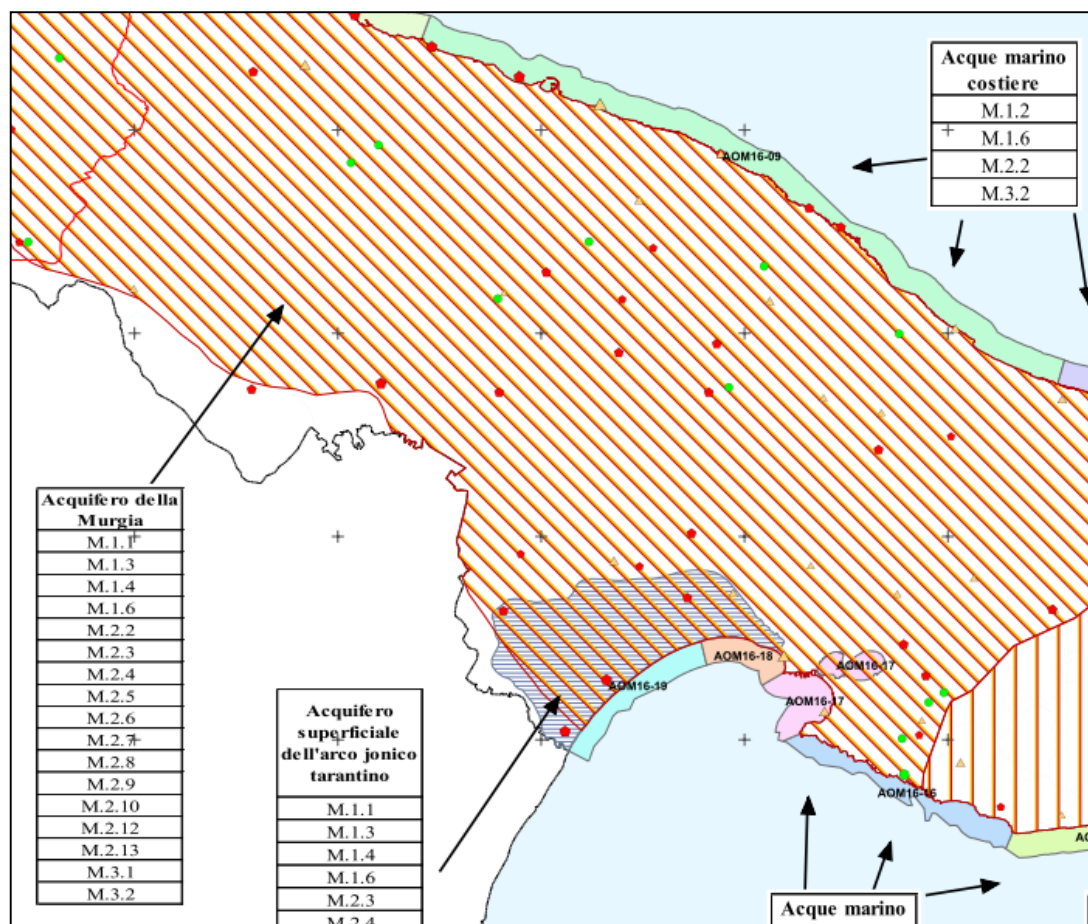 Acque marino
costiere
M.1.2
M.1.6
M.2.2
M.3.2
AOM16-09
Acquifero della
Murgia
M.1.1
M.1.3
M.1.4
M.1.6
M.2.2
M.2.3
M.2.4
M.2.5
M.2.6
M.2.7
M.2.8
M.2.9
M.2.10
M.2.12
M.2.13
M.3.1
M.3.2
AOM16-18
AOM16-17
AOM16-19
AOM16-17
Acquifero
superficiale
dell'arco jonico
tarantino
M.1.1
M.1.3
M.1.4
M.1.6
M.2.3
M.2.4
AOM16-16
Acque marino